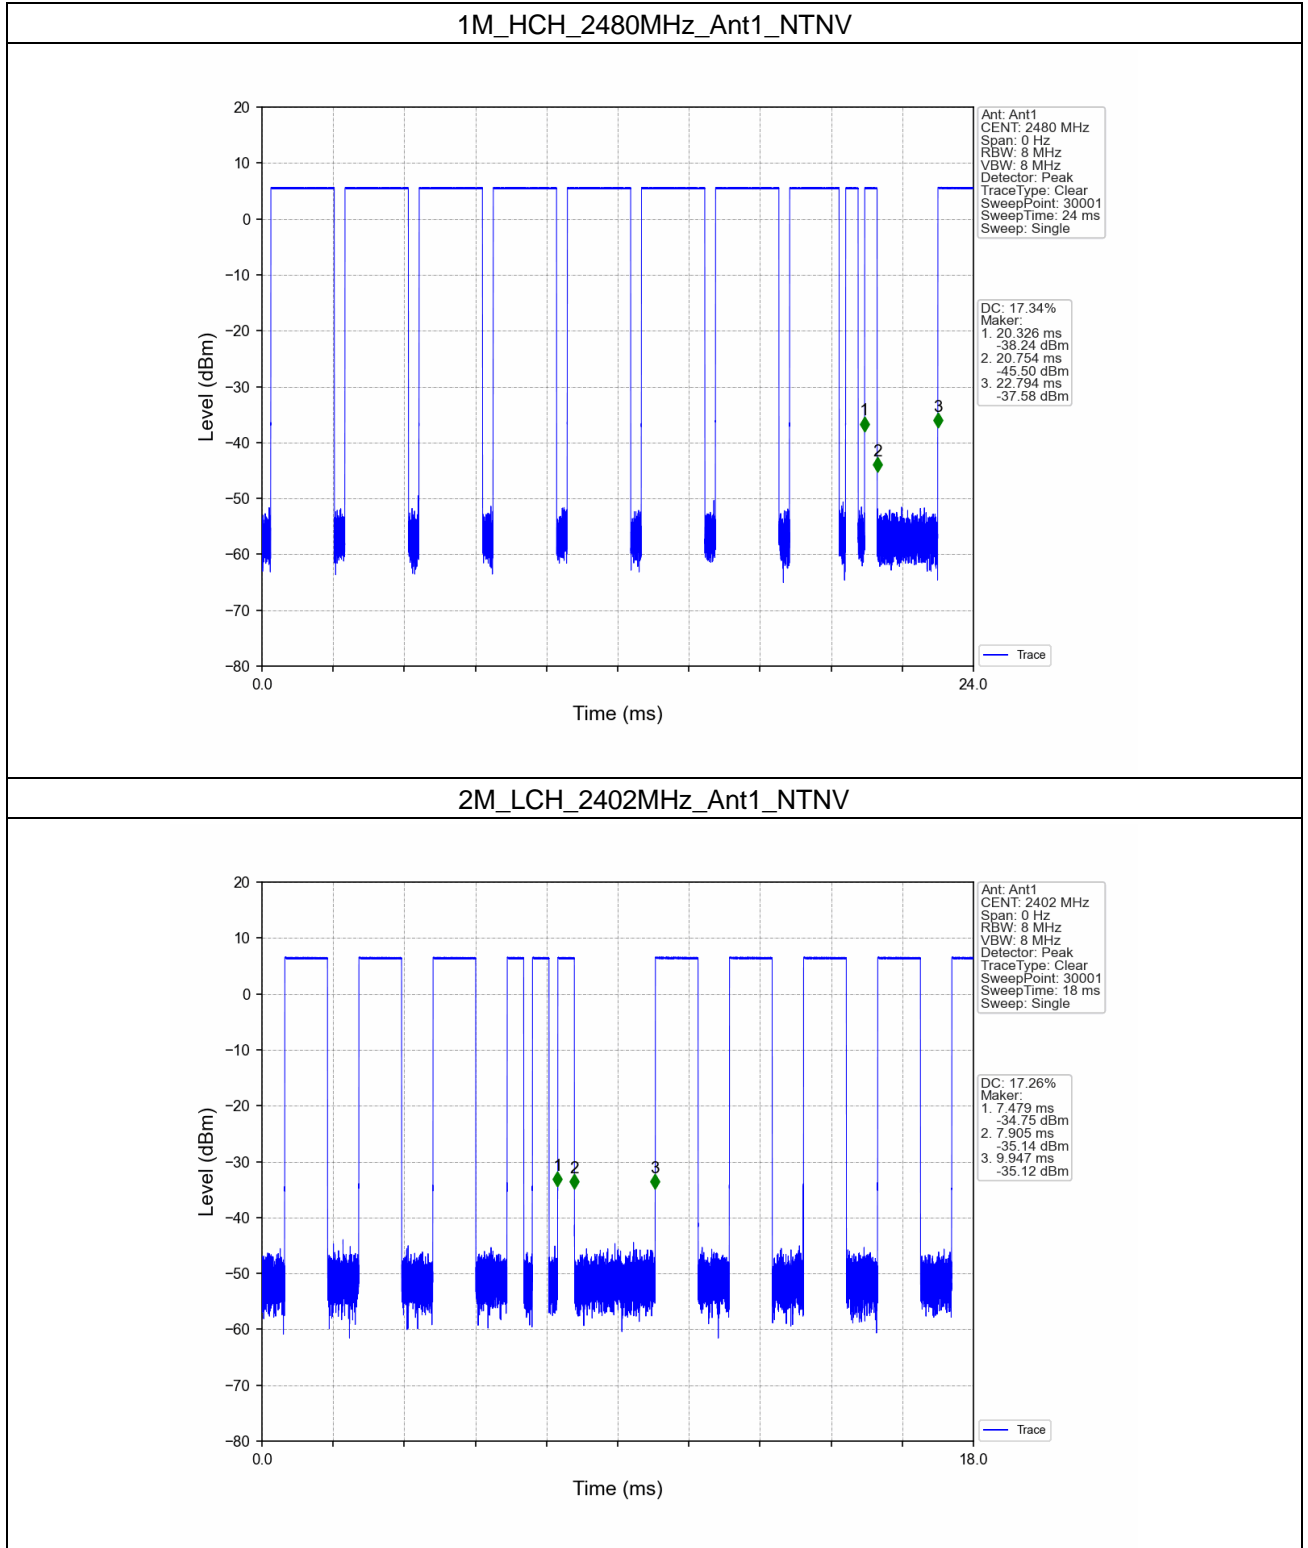 1M_HCH_2480MHz_Ant1_NTNV
20
10
0
−10
−20
−30
−40
−50
−60
−70
−80
Level (dBm)
0.0
24.0
Time (ms)
1
2
3
Ant: Ant1
CENT: 2480 MHz
Span: 0 Hz
RBW: 8 MHz
VBW: 8 MHz
Detector: Peak
TraceType: Clear
SweepPoint: 30001
SweepTime: 24 ms
Sweep: Single
DC: 17.34%
Maker:
1. 20.326 ms
-38.24 dBm
2. 20.754 ms
-45.50 dBm
3. 22.794 ms
-37.58 dBm
Trace
2M_LCH_2402MHz_Ant1_NTNV
20
10
0
−10
−20
−30
−40
−50
−60
−70
−80
Level (dBm)
0.0
18.0
Time (ms)
1
2
3
Ant: Ant1
CENT: 2402 MHz
Span: 0 Hz
RBW: 8 MHz
VBW: 8 MHz
Detector: Peak
TraceType: Clear
SweepPoint: 30001
SweepTime: 18 ms
Sweep: Single
DC: 17.26%
Maker:
1. 7.479 ms
-34.75 dBm
2. 7.905 ms
-35.14 dBm
3. 9.947 ms
-35.12 dBm
Trace